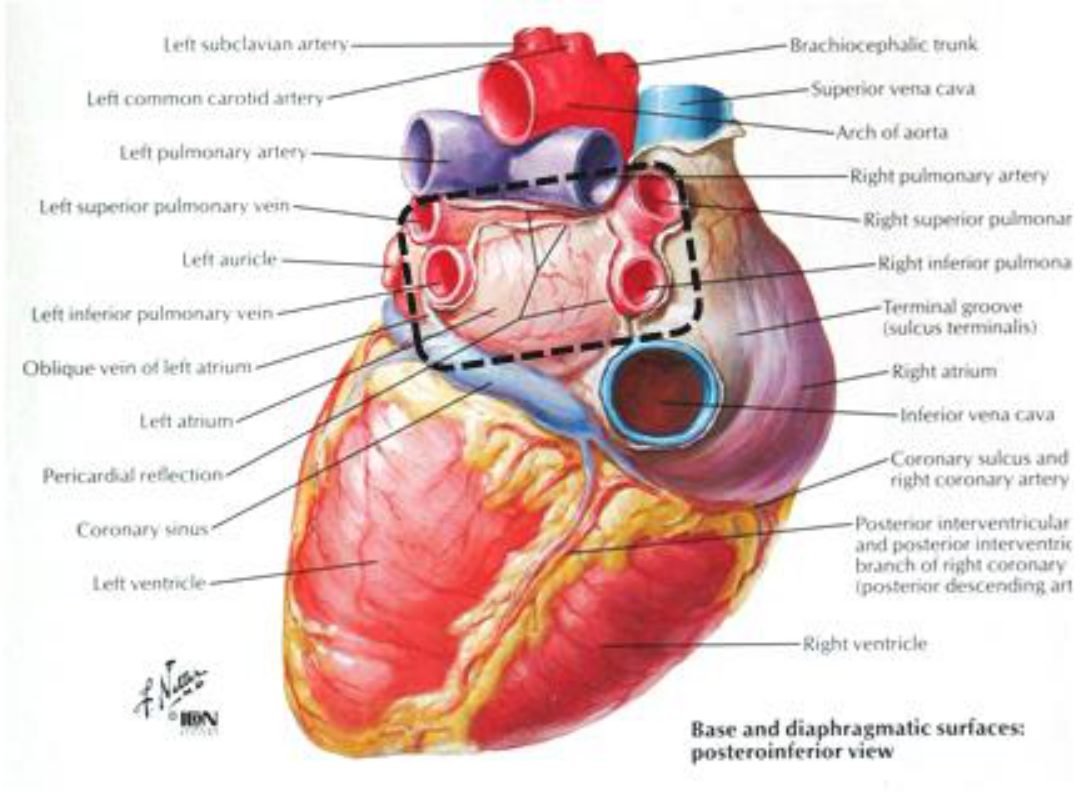 Left subclavian artery
Left common carotid artery
Left pulmonary artery
Left superior pulmonary vein
Left auricle
Left inferior pulmonary vein
Oblique vein of left atrium
Left atrium
Pericardial reflection
Coronary sinus
Left ventricle
Brachiocephalic trunk
Superior vena cava
Arch of aorta
Right pulmonary artery
Right superior pulmonar
Right inferior pulmona
Terminal groove
(sulcus terminalis)
Right atrium
Inferior vena cava
Coronary sulcus and
right coronary artery
Posterior interventricular
and posterior interventric
branch of right coronary
(posterior descending art
Right ventricle
F. Netter
©
Base and diaphragmatic surfaces:
posteroinferior view